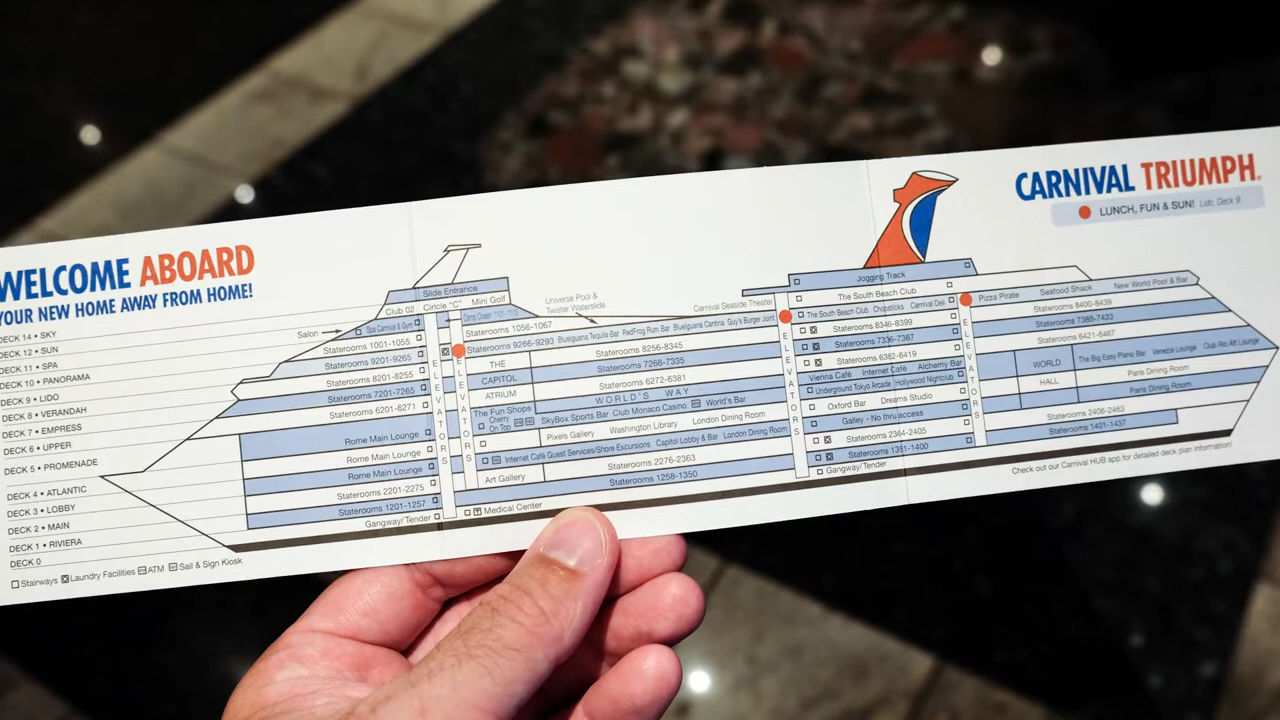 WELCOME ABOARD
YOUR NEW HOME AWAY FROM HOME!
CARNIVAL TRIUMPH®
LUNCH, FUN & SUN! Lido, Deck 9
DECK 14 • SKY
DECK 12 • SUN
DECK 11 • SPA
DECK 10 • PANORAMA
DECK 9 • LIDO
DECK 8 • VERANDAH
DECK 7 • EMPRESS
DECK 6 • UPPER
DECK 5 • PROMENADE
DECK 4 • ATLANTIC
DECK 3 • LOBBY
DECK 2 • MAIN
DECK 1 • RIVIERA
DECK 0
Stairways Laundry Facilities ATM Sail & Sign Kiosk
Slide Entrance
Club 02 Cirlcle "C" Mini Golf
Salon
Spa Carnival & Gym
Staterooms 1001-1055
Staterooms 9201-9265
Staterooms 8201-8255
Staterooms 7201-7265
Staterooms 6201-6271
Rome Main Lounge
Rome Main Lounge
Rome Main Lounge
Staterooms 2201-2275
Staterooms 1201-1257
Gangway/Tender
ELEVATORS
ELEVATORS
Camp Ocean
Universe Pool &
Twister Waterslide
Carnival Seaside Theater
Staterooms 1056-1067
Staterooms 9266-9293 BlueIguana Tequila Bar RedFrog Rum Bar BlueIguana Cantina Guy's Burger Joint
Staterooms 8256-8345
Staterooms 7266-7335
Staterooms 6272-6381
THE
CAPITOL
ATRIUM
WORLD'S WAY
The Fun Shops
Cherry
On Top
SkyBox Sports Bar Club Monaco Casino World's Bar
Pixels Gallery Washington Library London Dining Room
Internet Café Guest Services/Shore Excursions Capitol Lobby & Bar London Dining Room
Art Gallery
Staterooms 2276-2363
Staterooms 1258-1350
Medical Center
ELEVATORS
Jogging Track
The South Beach Club
The South Beach Club Chopsticks Carnival Deli
Staterooms 8346-8399
Staterooms 7336-7387
Staterooms 6382-6419
Vienna Café Internet Café Alchemy Bar
Underground Tokyo Arcade Hollywood Nightclub
Oxford Bar Dreams Studio
Galley - No thru access
Staterooms 2364-2405
Staterooms 1351-1400
Gangway/Tender
ELEVATORS
Pizza Pirate Seafood Shack New World Pool & Bar
Staterooms 8400-8439
Staterooms 7388-7433
Staterooms 6421-6467
WORLD
HALL
The Big Easy Piano Bar Venezia Lounge Club Rio Aft Lounge
Paris Dining Room
Paris Dining Room
Staterooms 2406-2463
Staterooms 1401-1437
Check out our Carnival HUB app for detailed deck plan information!